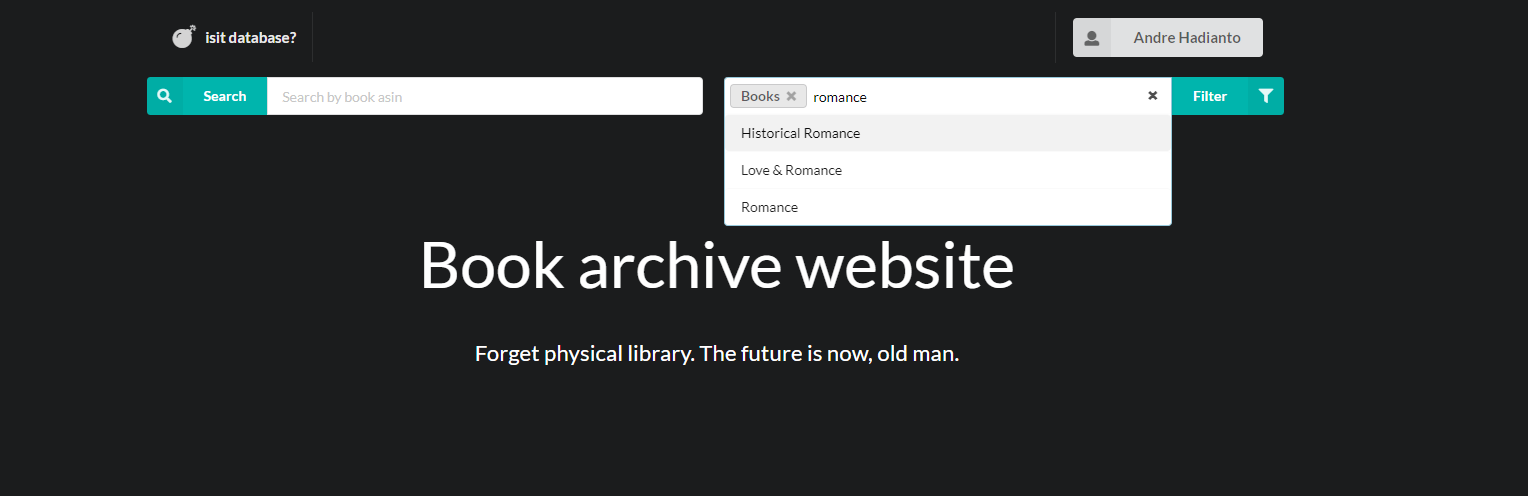 isit database?
Andre Hadianto
Search
Search by book asin
Books romance
Filter
Historical Romance
Love & Romance
Romance
Book archive website
Forget physical library. The future is now, old man.